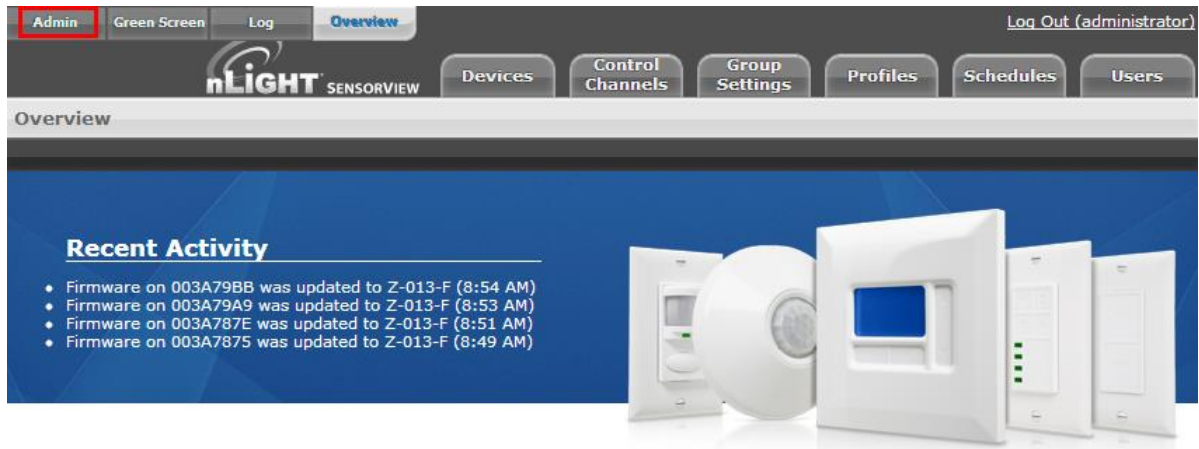 Admin Green Screen Log Overview Log Out (administrator)
nLIGHT SENSORVIEW Devices Control Channels Group Settings Profiles Schedules Users
Overview
Recent Activity
• Firmware on 003A79BB was updated to Z-013-F (8:54 AM)
• Firmware on 003A79A9 was updated to Z-013-F (8:53 AM)
• Firmware on 003A787E was updated to Z-013-F (8:51 AM)
• Firmware on 003A7875 was updated to Z-013-F (8:49 AM)